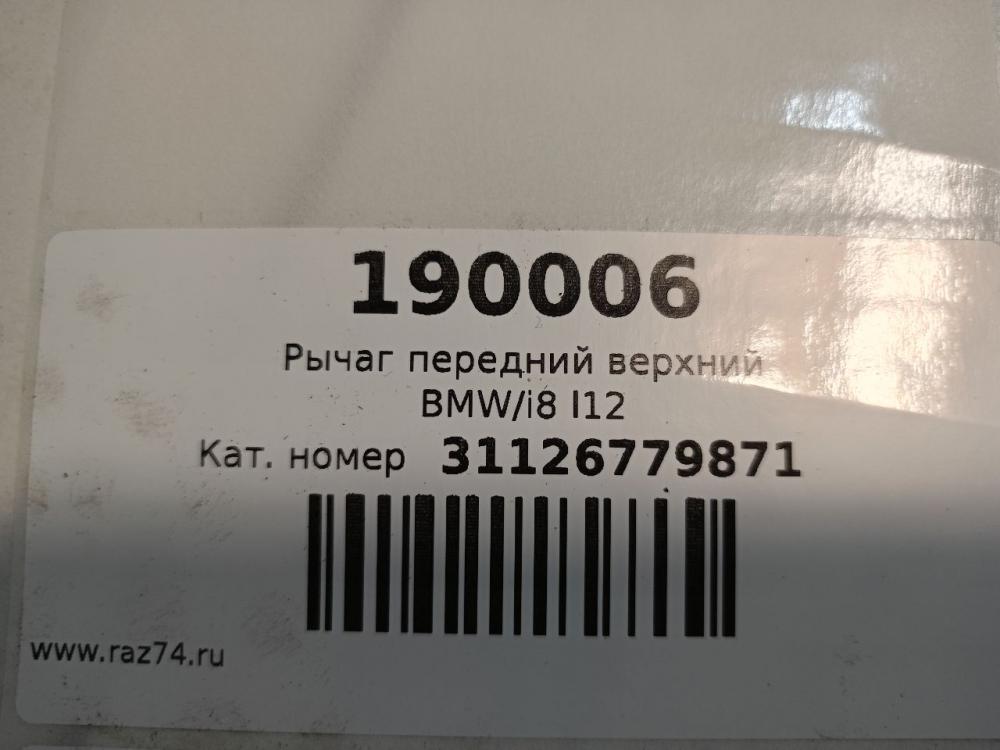 190006
Рычаг передний верхний
BMW/i8 I12
Кат. номер 31126779871
www.raz74.ru